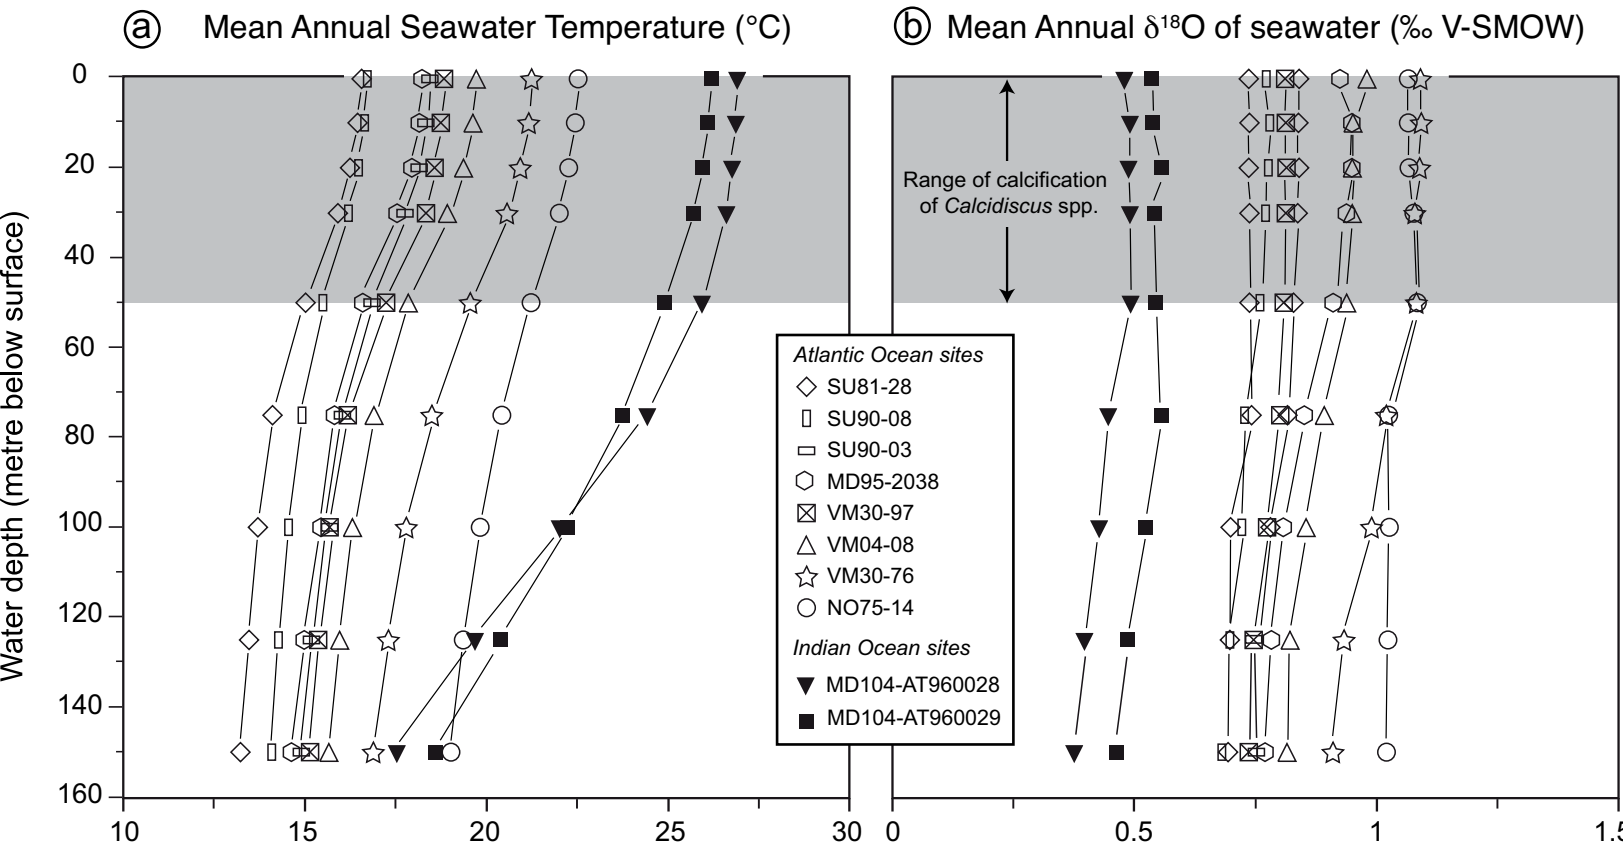 a Mean Annual Seawater Temperature (°C)
b Mean Annual δ¹⁸O of seawater (‰ V-SMOW)
Water depth (metre below surface)
0
20
40
60
80
100
120
140
160
10 15 20 25 30
0 0.5 1 1.5
Range of calcification
of Calcidiscus spp.
Atlantic Ocean sites
SU81-28
SU90-08
SU90-03
MD95-2038
VM30-97
VM04-08
VM30-76
NO75-14
Indian Ocean sites
MD104-AT960028
MD104-AT960029